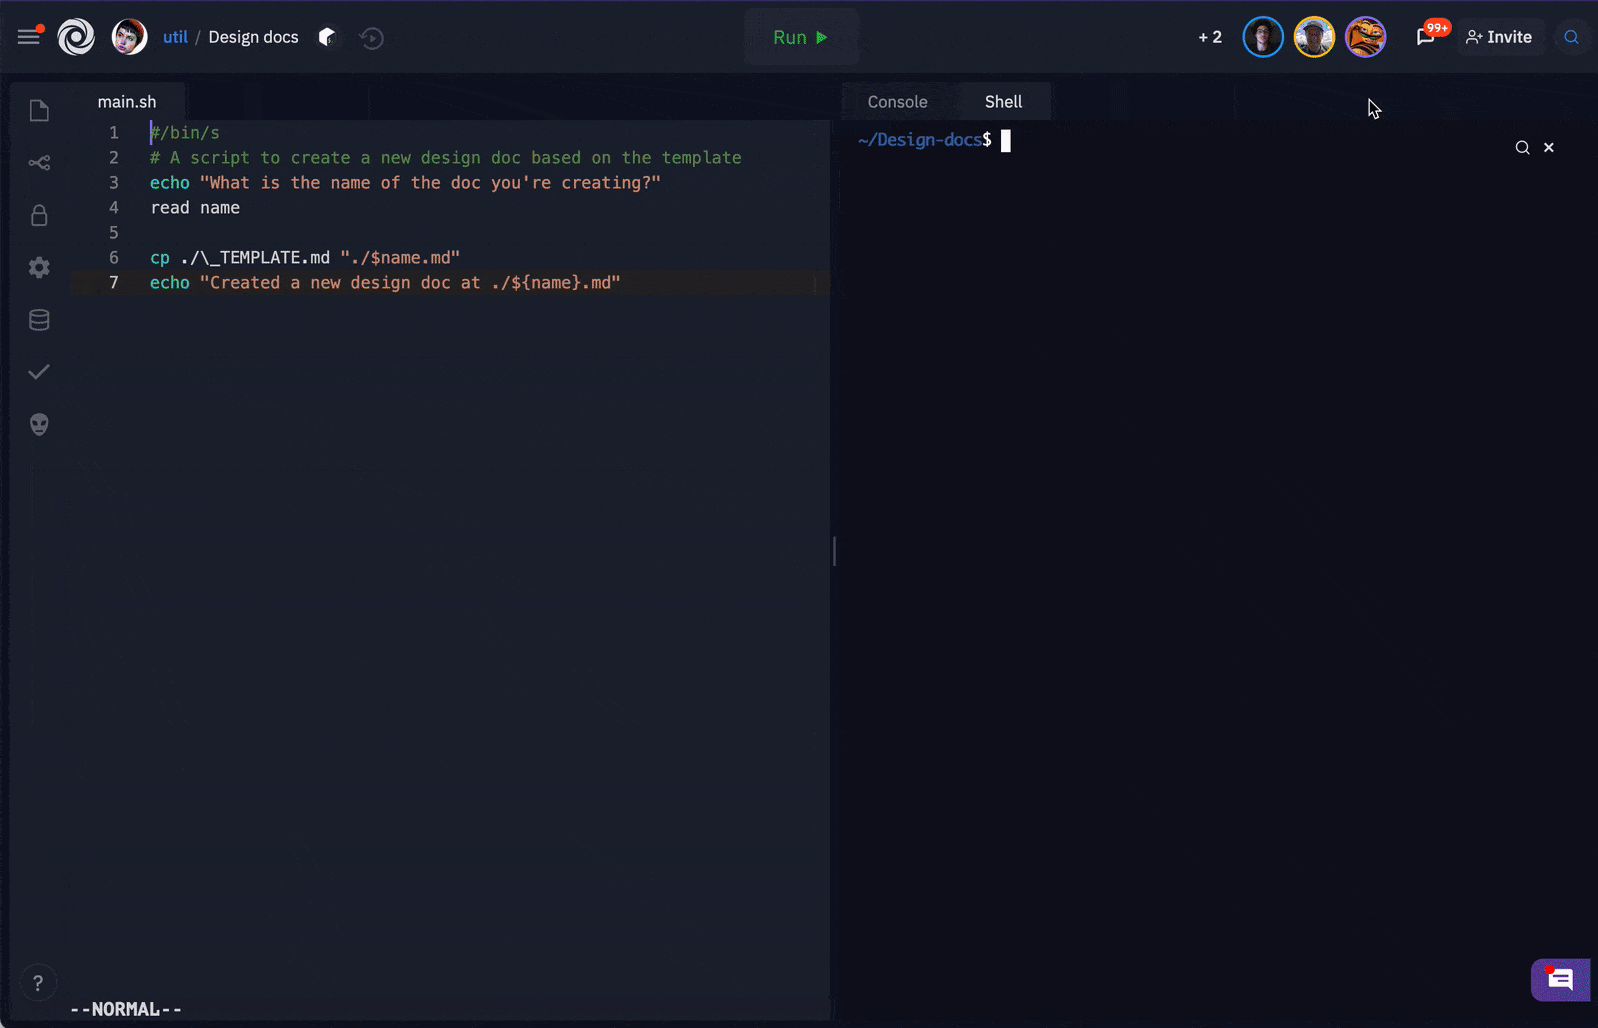 util / Design docs
Run
+ 2
99+
Invite
main.sh
Console
Shell
1 #/bin/s
2 # A script to create a new design doc based on the template
3 echo "What is the name of the doc you're creating?"
4 read name
5
6 cp ./\_TEMPLATE.md "./$name.md"
7 echo "Created a new design doc at ./${name}.md"
~/Design-docs$
?
--NORMAL--